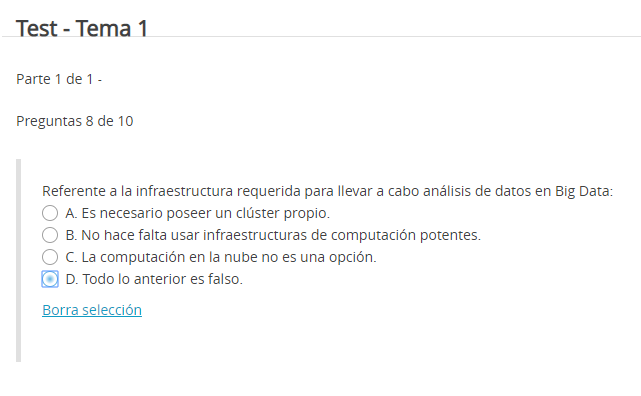 Test - Tema 1
Parte 1 de 1 -
Preguntas 8 de 10
Referente a la infraestructura requerida para llevar a cabo análisis de datos en Big Data:
A. Es necesario poseer un clúster propio.
B. No hace falta usar infraestructuras de computación potentes.
C. La computación en la nube no es una opción.
D. Todo lo anterior es falso.
Borra selección